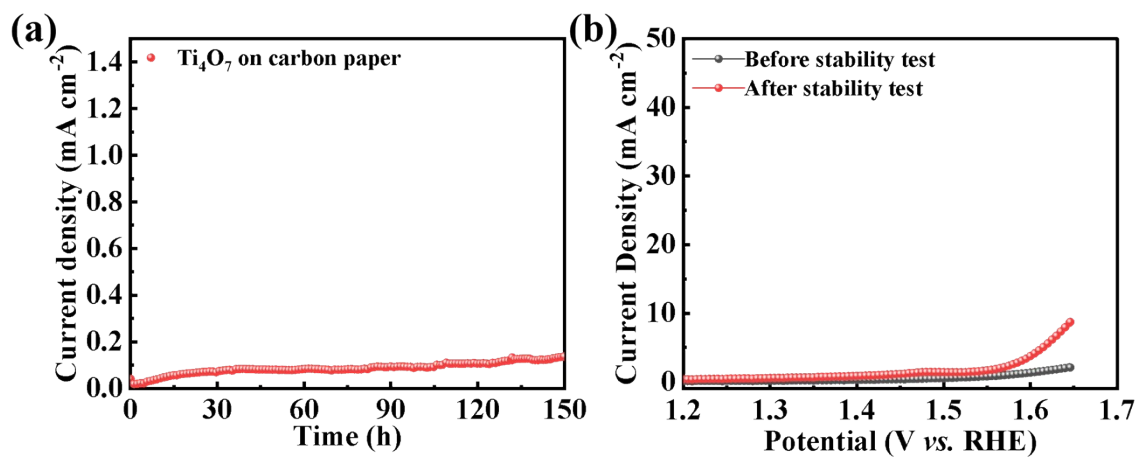 (a)
Ti₄O₇ on carbon paper
Current density (mA cm⁻²)
1.4
1.2
1.0
0.8
0.6
0.4
0.2
0.0
0 30 60 90 120 150
Time (h)
(b)
Before stability test
After stability test
Current Density (mA cm⁻²)
50
40
30
20
10
0
1.2 1.3 1.4 1.5 1.6 1.7
Potential (V vs. RHE)